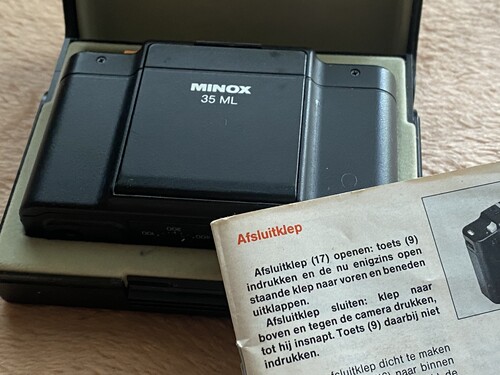 MINOX
35 ML
Afsluitklep
Afsluitklep (17) openen: toets (9)
indrukken en de nu enigzins open
staande klep naar voren en beneden
uitklappen.
Afsluitklep sluiten: klep naar
boven en tegen de camera drukken,
tot hij insnapt. Toets (9) daarbij niet
indrukken.
afsluitklep dicht te maken
naar binnen